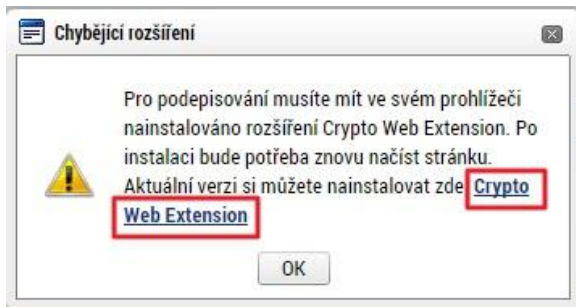 Chybějící rozšíření
Pro podepisování musíte mít ve svém prohlížeči
nainstalováno rozšíření Crypto Web Extension. Po
instalaci bude potřeba znovu načíst stránku.
Aktuální verzi si můžete nainstalovat zde Crypto
Web Extension
OK